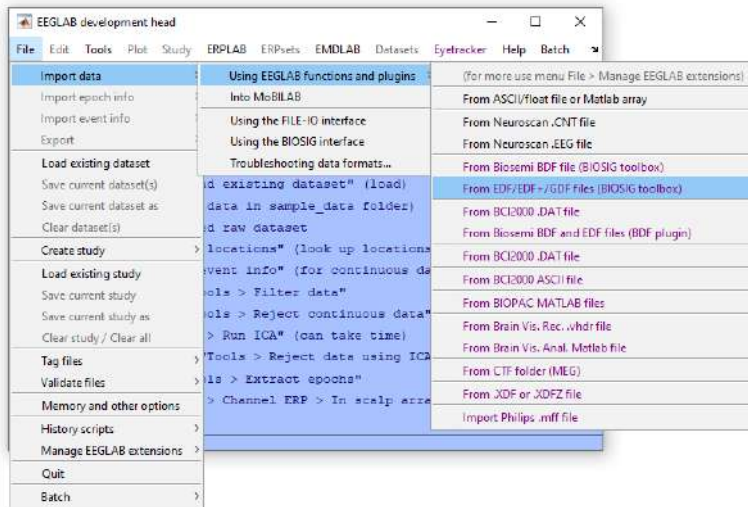 EEGLAB development head
File Edit Tools Plot Study ERPLAB ERPsets EMDLAB Datasets Eyetracker Help Batch
Import data
Import epoch info
Import event info
Export
Load existing dataset
Save current dataset(s)
Save current dataset as
Clear dataset(s)
Create study
Load existing study
Save current study
Save current study as
Clear study / Clear all
Tag files
Validate files
Memory and other options
History scripts
Manage EEGLAB extensions
Quit
Batch
Using EEGLAB functions and plugins
Into MoBILAB
Using the FILE-IO interface
Using the BIOSIG interface
Troubleshooting data formats...
existing dataset" (load)
data in sample_data folder)
raw dataset
locations" (look up locations
event info" (for continuous
> Filter data"
> Reject continuous data"
> Run ICA" (can take time)
"Tools > Reject data using ICA
> Extract epochs"
> Channel ERP > In scalp
(for more use menu File > Manage EEGLAB extensions)
From ASCII/float file or Matlab array
From Neuroscan .CNT file
From Neuroscan .EEG file
From Biosemi BDF file (BIOSIG toolbox)
From EDF/EDF+/GDF files (BIOSIG toolbox)
From BCI2000 .DAT file
From Biosemi BDF and EDF files (BDF plugin)
From BCI2000 .DAT file
From BCI2000 ASCII file
From BIOPAC MATLAB files
From Brain Vis. Rec. .vhdr file
From Brain Vis. Anal. Matlab file
From CTF folder (MEG)
From .XDF or .XDFZ file
Import Philips .mff file